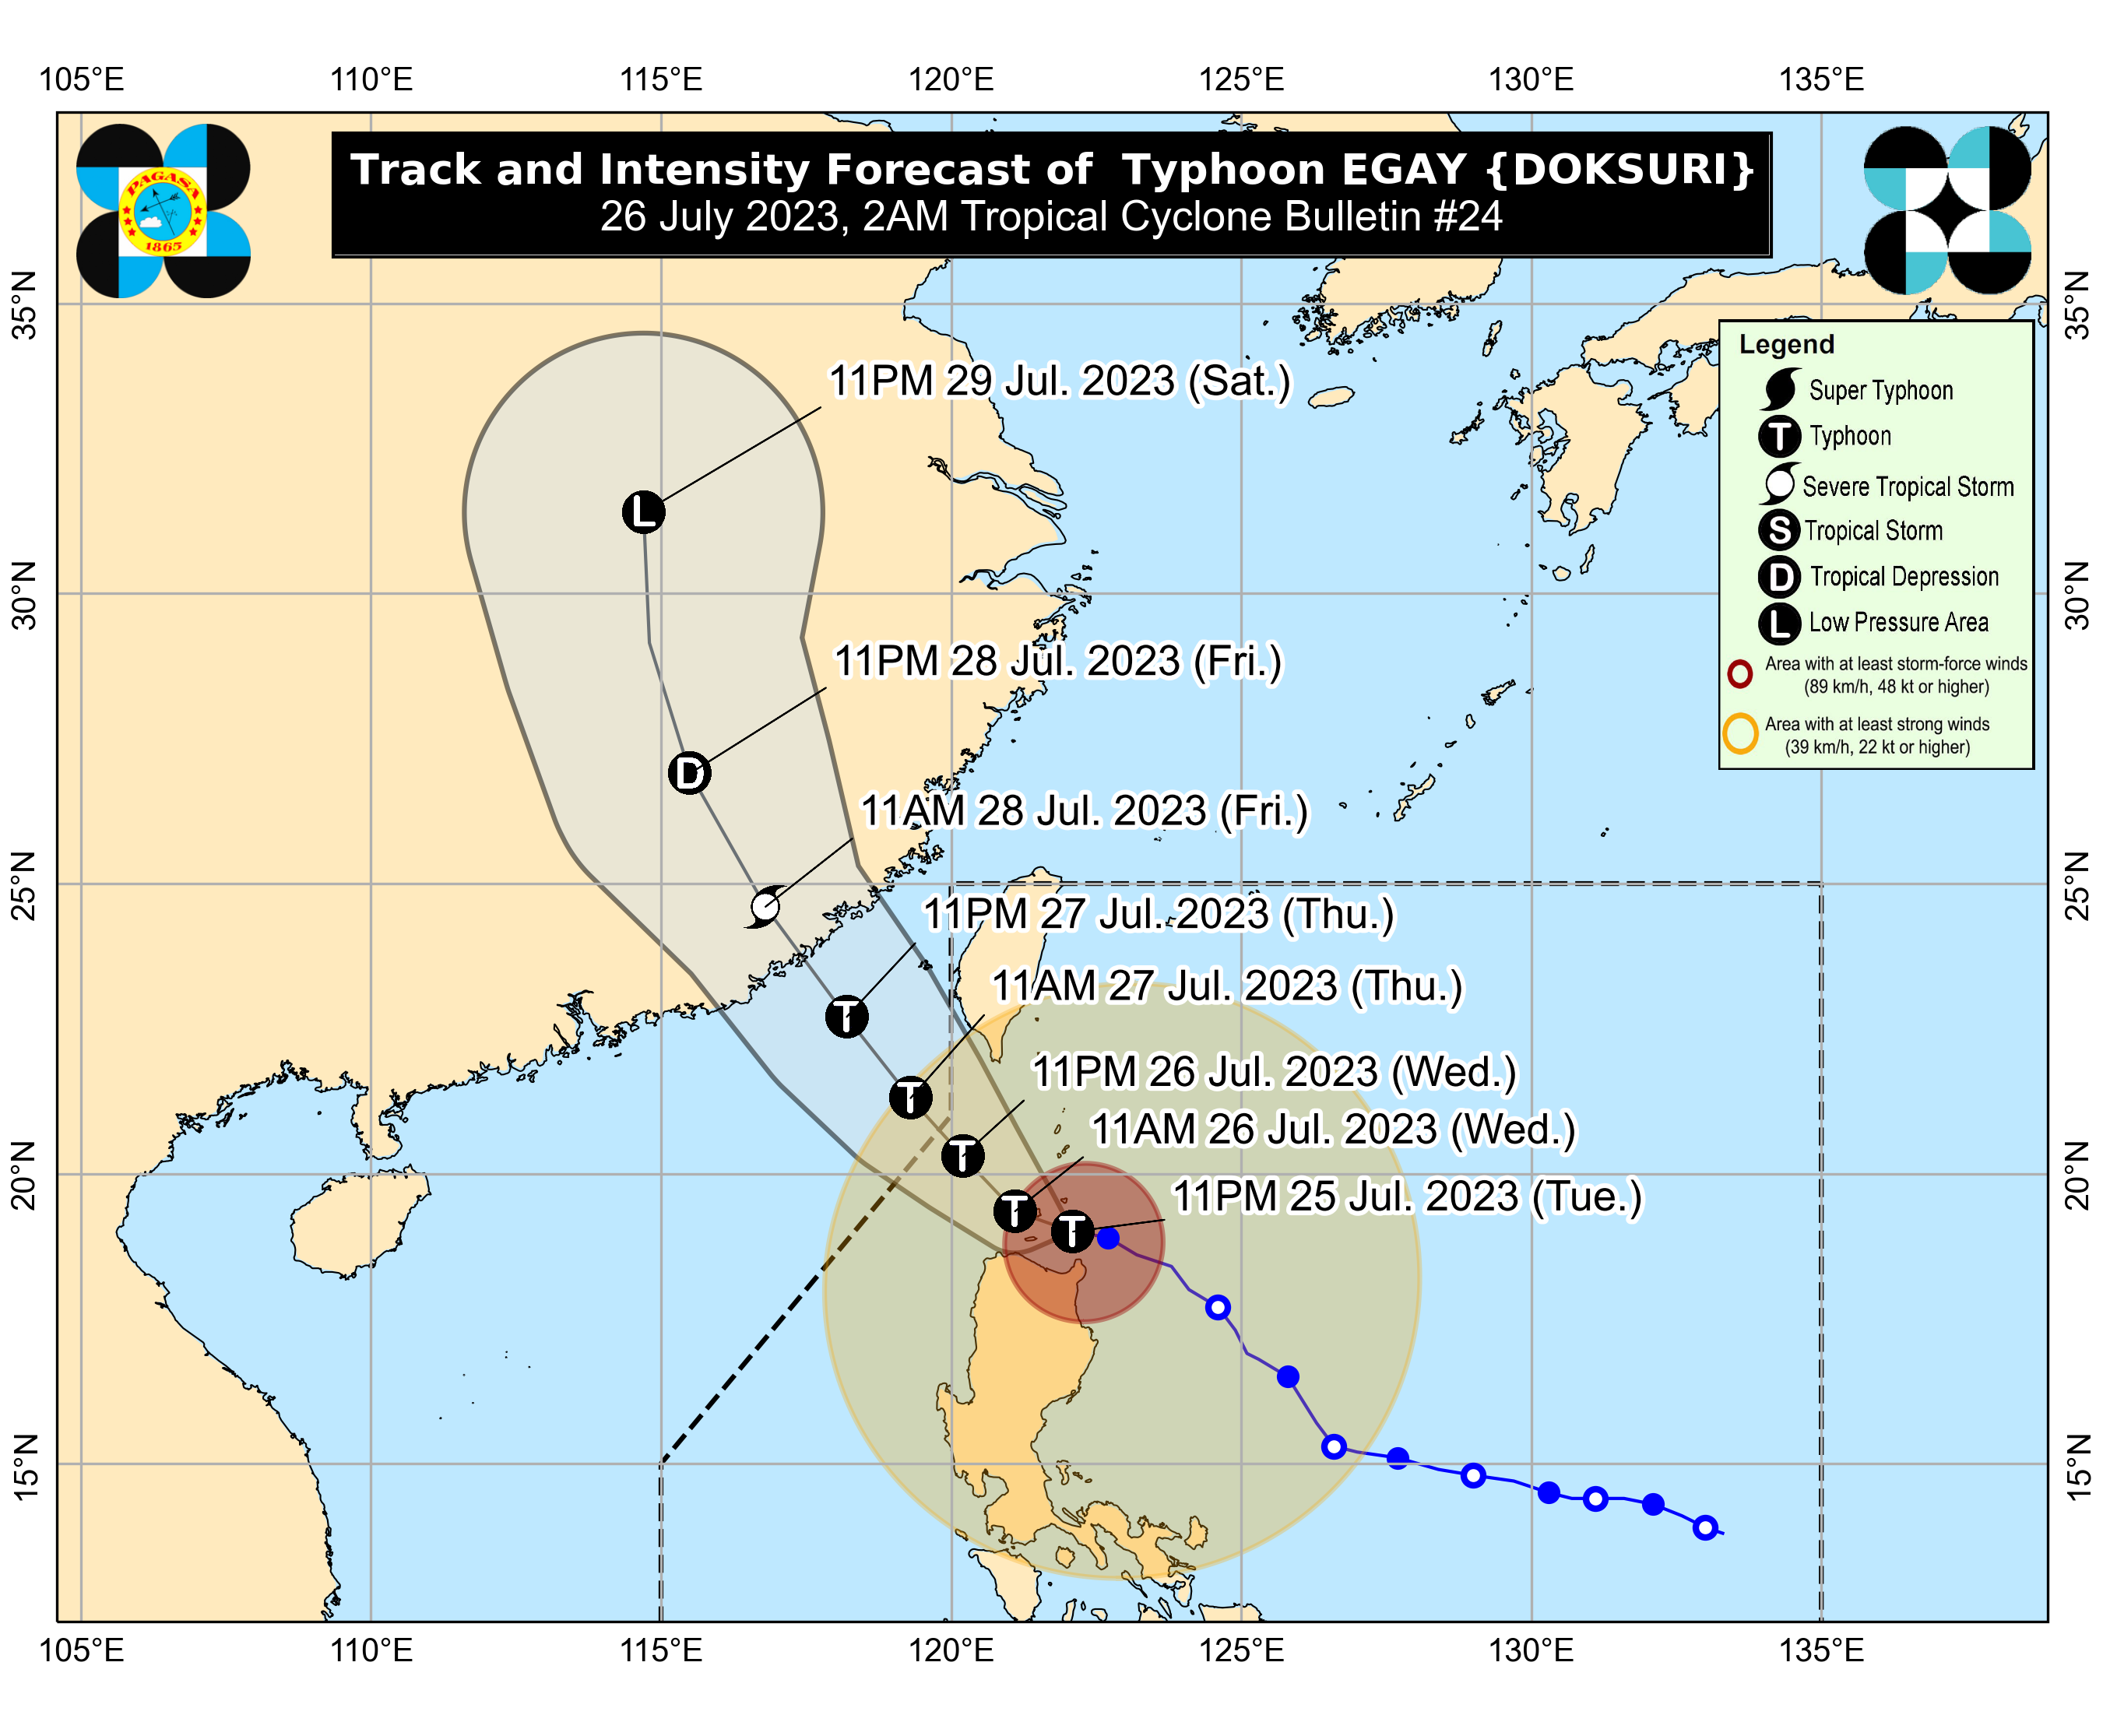 105°E 110°E 115°E 120°E 125°E 130°E 135°E
PAGASA
1865
Track and Intensity Forecast of Typhoon EGAY {DOKSURI}
26 July 2023, 2AM Tropical Cyclone Bulletin #24
35°N 35°N
Legend
Super Typhoon
T Typhoon
Severe Tropical Storm
S Tropical Storm
D Tropical Depression
L Low Pressure Area
Area with at least storm-force winds
(89 km/h, 48 kt or higher)
Area with at least strong winds
(39 km/h, 22 kt or higher)
11PM 29 Jul. 2023 (Sat.)
L
30°N 30°N
11PM 28 Jul. 2023 (Fri.)
D
11AM 28 Jul. 2023 (Fri.)
25°N 25°N
11PM 27 Jul. 2023 (Thu.)
T
11AM 27 Jul. 2023 (Thu.)
T
11PM 26 Jul. 2023 (Wed.)
T
11AM 26 Jul. 2023 (Wed.)
T
20°N 20°N
11PM 25 Jul. 2023 (Tue.)
T
15°N 15°N
105°E 110°E 115°E 120°E 125°E 130°E 135°E